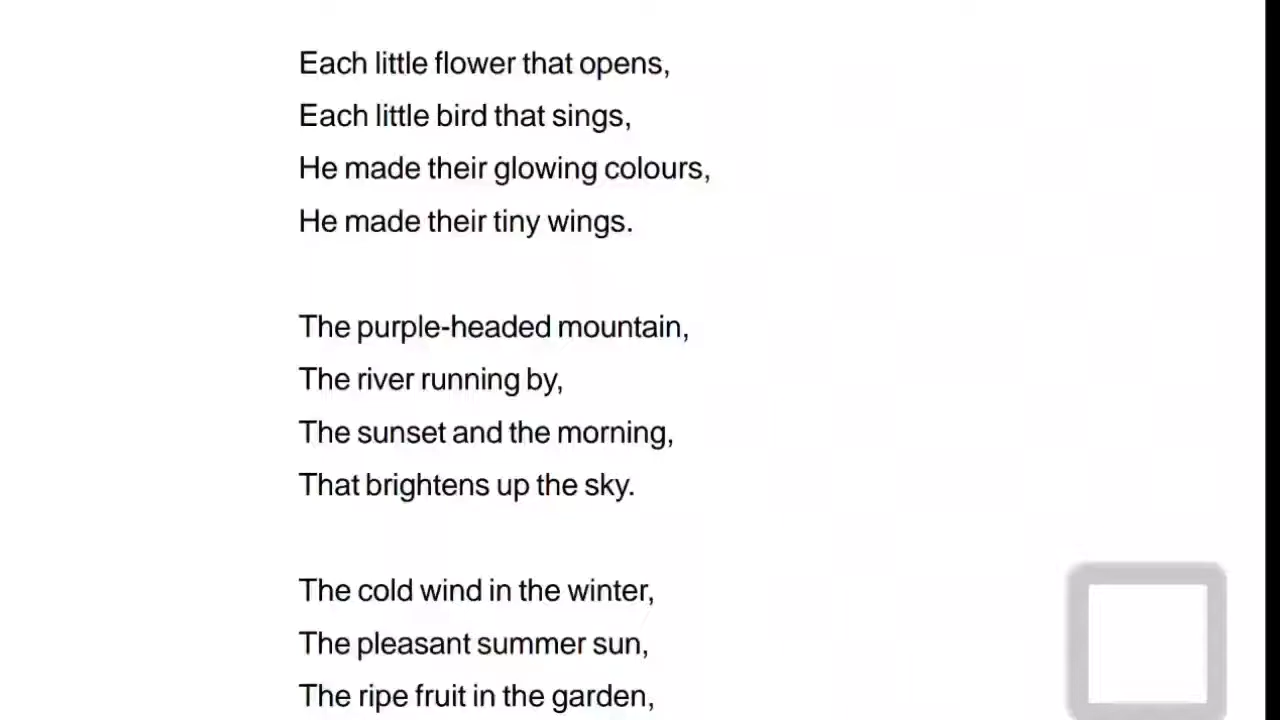 Each little flower that opens,
Each little bird that sings,
He made their glowing colours,
He made their tiny wings.
The purple-headed mountain,
The river running by,
The sunset and the morning,
That brightens up the sky.
The cold wind in the winter,
The pleasant summer sun,
The ripe fruit in the garden,